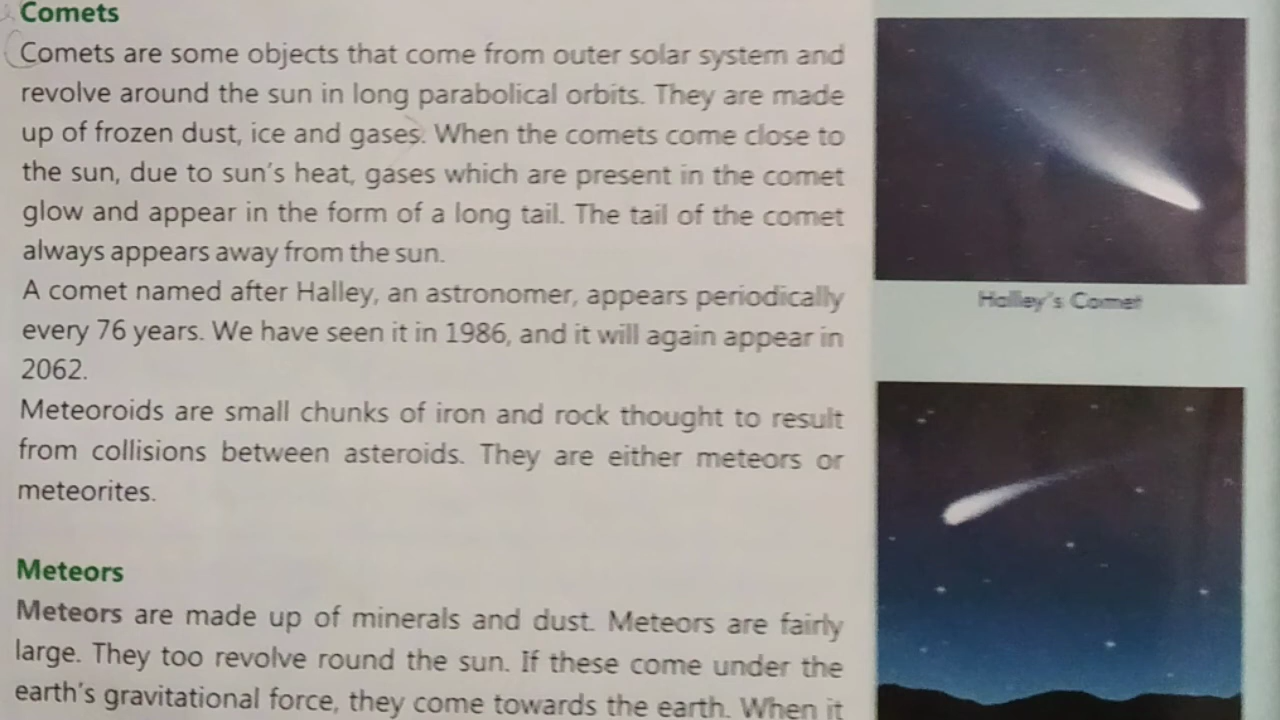 Comets
Comets are some objects that come from outer solar system and
revolve around the sun in long parabolical orbits. They are made
up of frozen dust, ice and gases. When the comets come close to
the sun, due to sun's heat, gases which are present in the comet
glow and appear in the form of a long tail. The tail of the comet
always appears away from the sun.
A comet named after Halley, an astronomer, appears periodically
every 76 years. We have seen it in 1986, and it will again appear in
2062.
Meteoroids are small chunks of iron and rock thought to result
from collisions between asteroids. They are either meteors or
meteorites.
Meteors
Meteors are made up of minerals and dust. Meteors are fairly
large. They too revolve round the sun. If these come under the
earth's gravitational force, they come towards the earth. When it
Halley's Comet